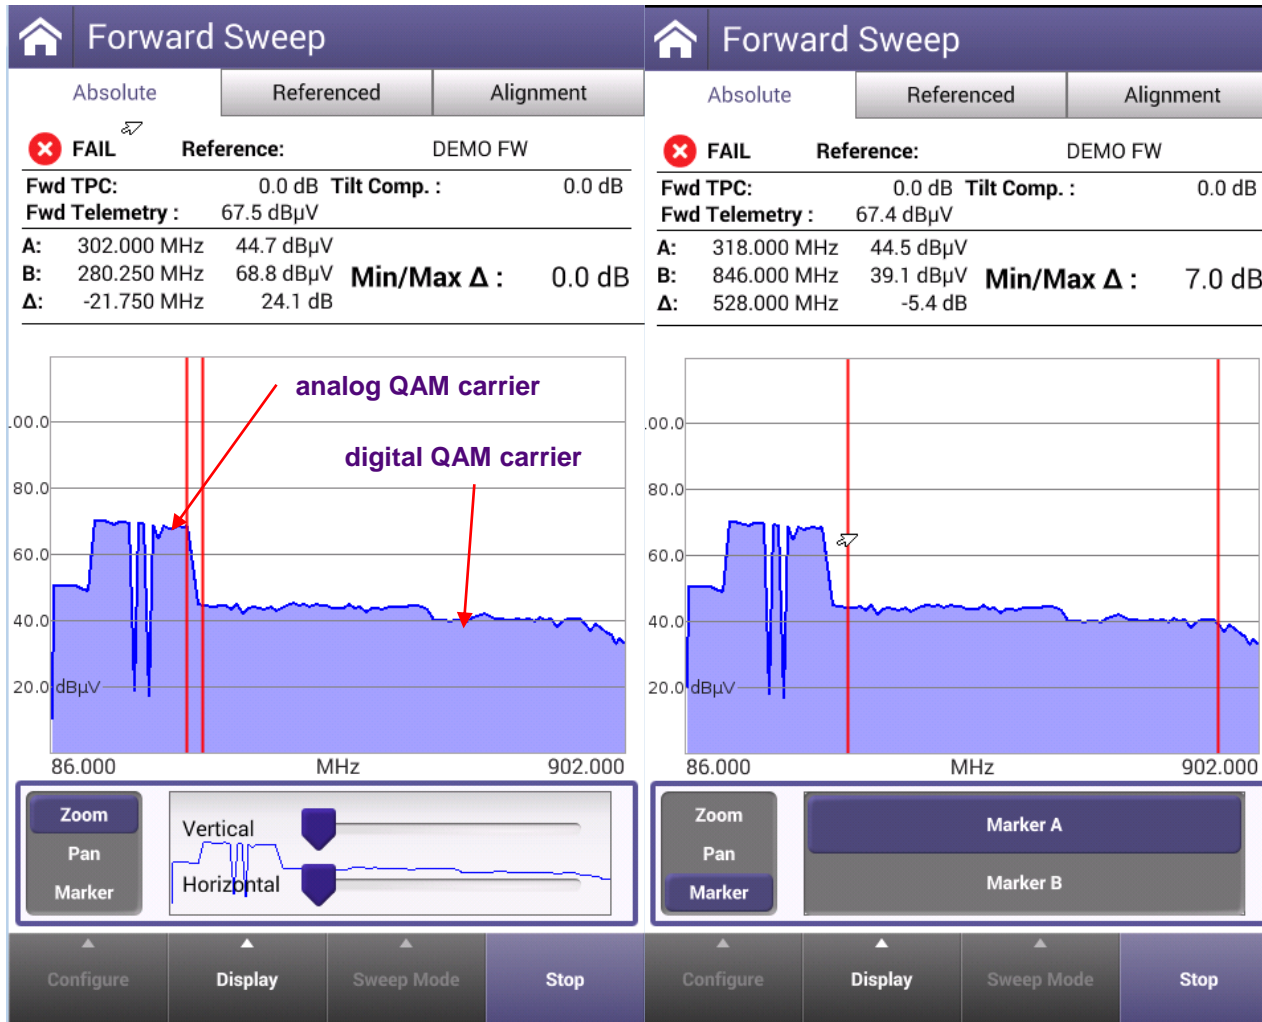 Forward Sweep
Absolute Referenced Alignment
FAIL Reference: DEMO FW
Fwd TPC: 0.0 dB Tilt Comp. : 0.0 dB
Fwd Telemetry : 67.5 dBµV
A: 302.000 MHz 44.7 dBµV
B: 280.250 MHz 68.8 dBµV Min/Max Δ : 0.0 dB
Δ: -21.750 MHz 24.1 dB
analog QAM carrier
.00.0
digital QAM carrier
80.0
60.0
40.0
20.0 dBµV
86.000 MHz 902.000
Zoom
Pan
Marker
Vertical
Horizontal
Configure Display Sweep Mode Stop
Forward Sweep
Absolute Referenced Alignment
FAIL Reference: DEMO FW
Fwd TPC: 0.0 dB Tilt Comp. : 0.0 dB
Fwd Telemetry : 67.4 dBµV
A: 318.000 MHz 44.5 dBµV
B: 846.000 MHz 39.1 dBµV Min/Max Δ : 7.0 dB
Δ: 528.000 MHz -5.4 dB
.00.0
80.0
60.0
40.0
20.0 dBµV
86.000 MHz 902.000
Zoom
Pan
Marker
Marker A
Marker B
Configure Display Sweep Mode Stop